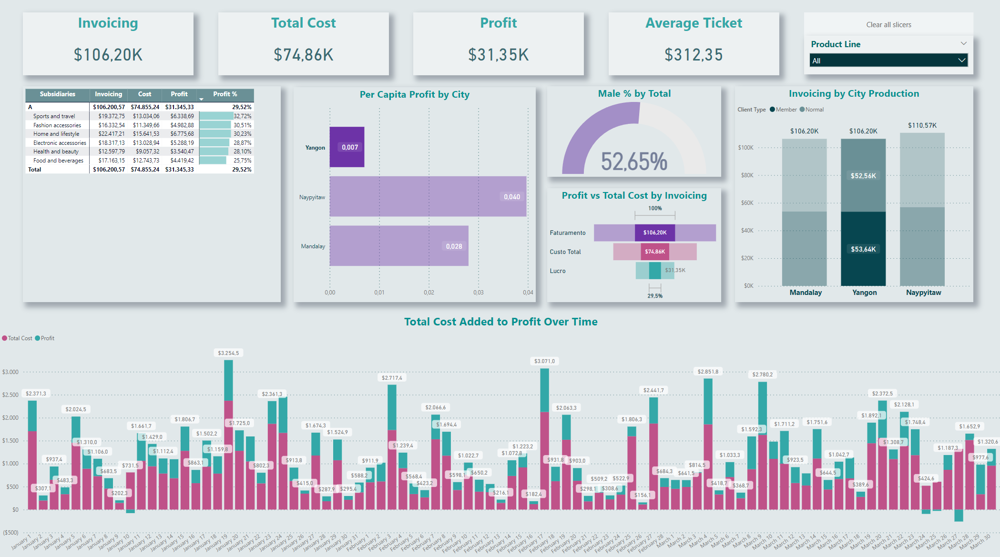 Invoicing
$106,20K
Total Cost
$74,86K
Profit
$31,35K
Average Ticket
$312,35
Clear all slicers
Product Line
All
Subsidiaries Invoicing Cost Profit Profit %
A $106.200,57 $74.855,24 $31.345,33 29,52%
Sports and travel $19.372,75 $13.034,06 $6.338,69 32,72%
Fashion accessories $16.332,54 $11.349,66 $4.982,88 30,51%
Home and lifestyle $22.417,21 $15.641,53 $6.775,68 30,23%
Electronic accessories $18.317,13 $13.028,94 $5.288,19 28,87%
Health and beauty $12.597,79 $9.057,32 $3.540,47 28,10%
Food and beverages $17.163,15 $12.743,73 $4.419,42 25,75%
Total $106.200,57 $74.855,24 $31.345,33 29,52%
Per Capita Profit by City
Yangon 0,007
Naypyitaw 0,040
Mandalay 0,028
0,00 0,01 0,02 0,03 0,04
Male % by Total
52,65%
Profit vs Total Cost by Invoicing
100%
Faturamento $106,20K
Custo Total $74,86K
Lucro $31,35K
29,5%
Invoicing by City Production
Client Type Member Normal
$106,20K $106,20K $110,57K
$100K
$80K
$52,56K
$60K
$40K
$53,64K
$20K
$0K
Mandalay Yangon Naypyitaw
Total Cost Added to Profit Over Time
Total Cost Profit
$3.000
$2.500
$2.000
$1.500
$1.000
$500
$0
($500)
$2.371,3
$307,1
$937,4
$483,3
$2.024,5
$1.310,0
$1.106,0
$683,5
$202,3
$731,5
$1.661,7
$1.429,0
$1.112,4
$1.806,7
$863,1
$1.502,2
$1.159,8
$3.254,5
$1.725,0
$802,3
$2.361,3
$913,8
$415,0
$1.674,3
$287,9
$1.524,9
$295,4
$588,2
$911,9
$2.717,4
$1.239,4
$568,4
$423,2
$2.066,6
$1.694,4
$598,1
$1.022,7
$650,2
$216,1
$1.072,8
$1.223,2
$182,4
$3.071,0
$931,8
$2.063,3
$903,0
$298,1
$509,2
$308,6
$522,9
$1.806,3
$156,1
$2.441,7
$684,3
$641,5
$814,5
$2.851,8
$418,7
$1.033,3
$368,7
$1.592,3
$2.780,2
$1.711,2
$923,5
$1.751,6
$644,5
$1.042,7
$389,6
$1.892,1
$2.372,5
$1.308,7
$2.128,1
$1.748,4
$424,6
$1.187,3
$1.652,9
$977,6
$1.320,6
January 1
January 2
January 3
January 4
January 5
January 6
January 7
January 8
January 9
January 10
January 11
January 12
January 13
January 14
January 15
January 16
January 17
January 18
January 19
January 20
January 21
January 22
January 23
January 24
January 25
January 26
January 27
January 28
January 29
January 30
January 31
February 1
February 2
February 3
February 4
February 5
February 6
February 7
February 8
February 9
February 10
February 11
February 12
February 13
February 14
February 15
February 16
February 17
February 18
February 19
February 20
February 21
February 22
February 23
February 24
February 25
February 26
February 27
February 28
March 1
March 2
March 3
March 4
March 5
March 6
March 7
March 8
March 9
March 10
March 11
March 12
March 13
March 14
March 15
March 16
March 17
March 18
March 19
March 20
March 21
March 22
March 23
March 24
March 25
March 26
March 27
March 28
March 29
March 30